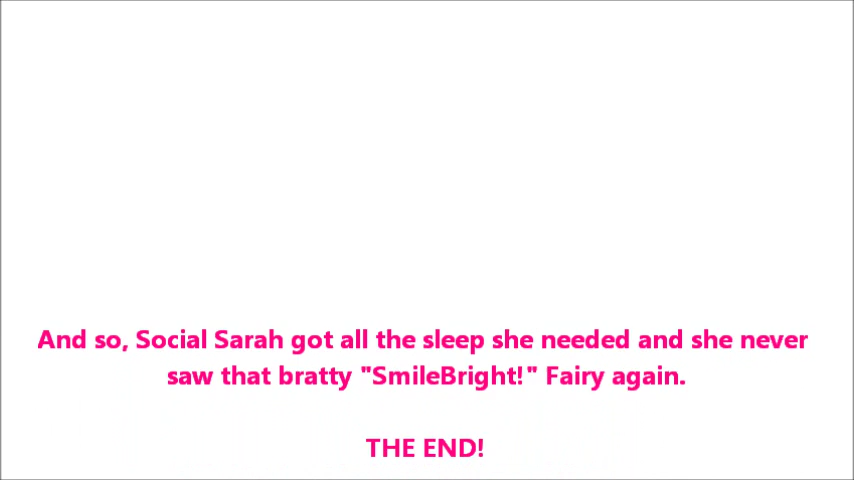 And so, Social Sarah got all the sleep she needed and she never
saw that bratty "SmileBright!" Fairy again.
THE END!